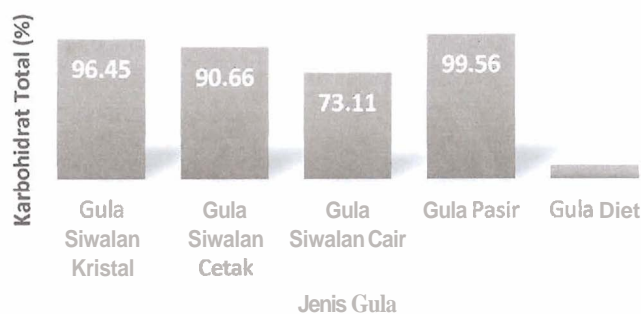 Karbohidrat Total (%)
96.45
90.66
73.11
99.56
Gula Siwalan Kristal
Gula Siwalan Cetak
Gula Siwalan Cair
Gula Pasir
Gula Diet
Jenis Gula